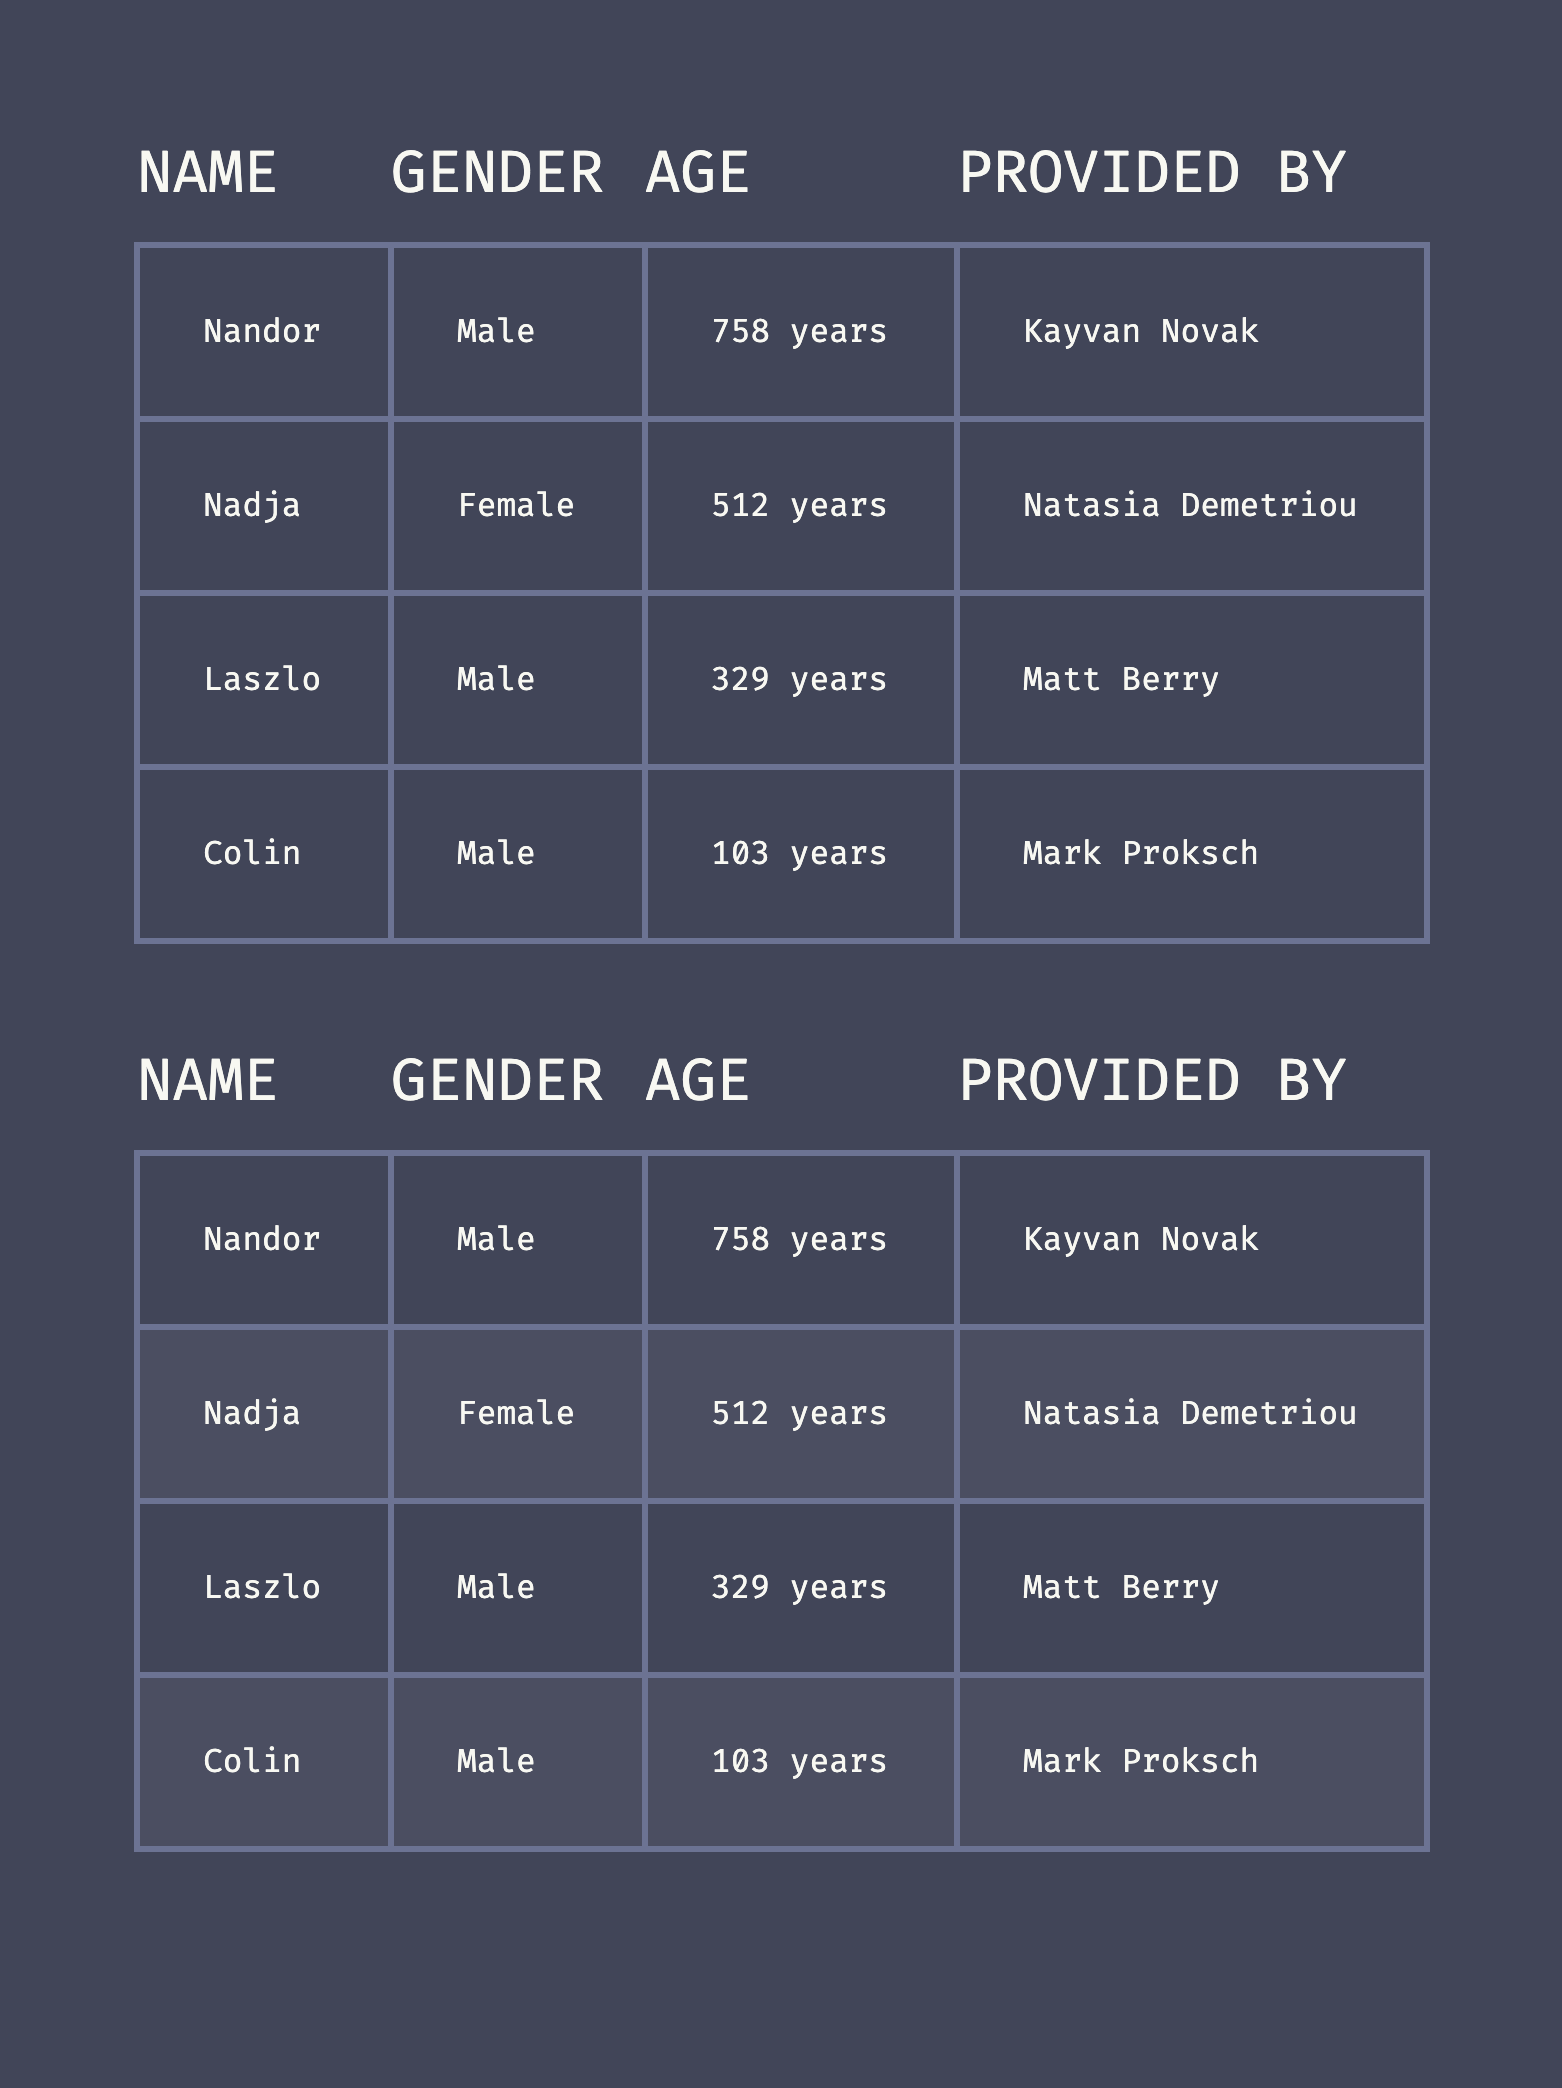 NAME GENDER AGE PROVIDED BY
Nandor Male 758 years Kayvan Novak
Nadja Female 512 years Natasia Demetriou
Laszlo Male 329 years Matt Berry
Colin Male 103 years Mark Proksch
NAME GENDER AGE PROVIDED BY
Nandor Male 758 years Kayvan Novak
Nadja Female 512 years Natasia Demetriou
Laszlo Male 329 years Matt Berry
Colin Male 103 years Mark Proksch